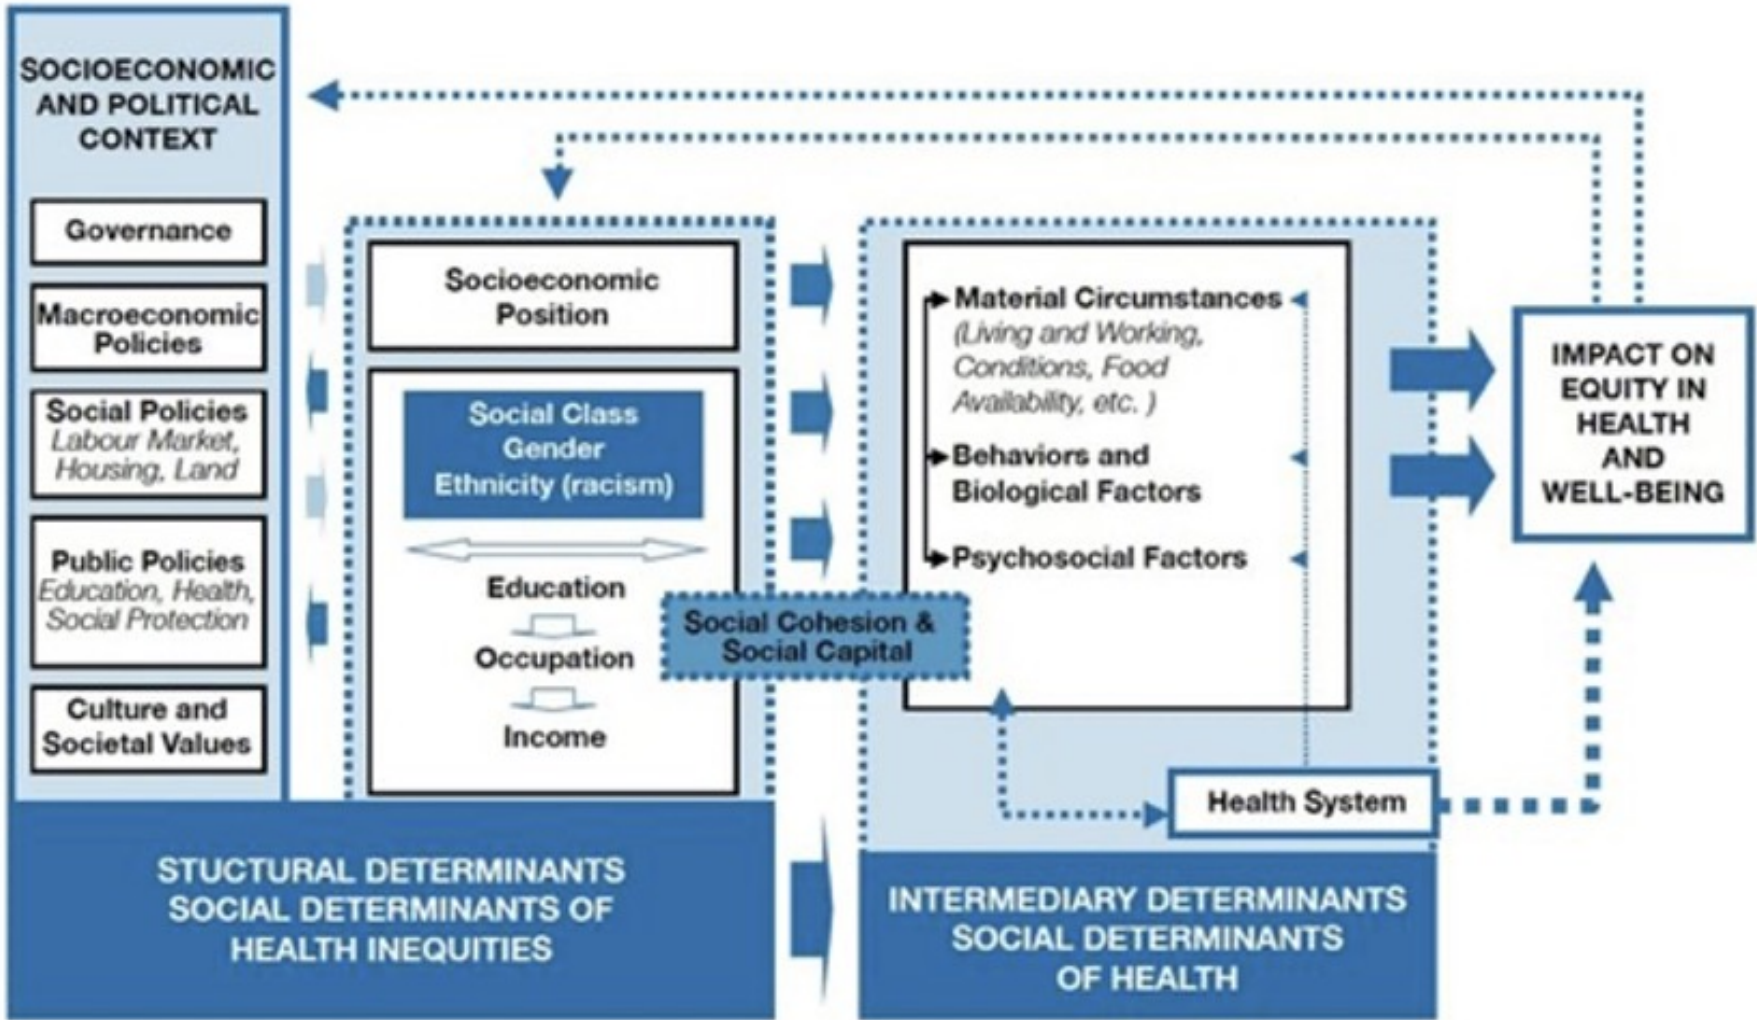 SOCIOECONOMIC
AND POLITICAL
CONTEXT
Governance
Macroeconomic
Policies
Social Policies
Labour Market,
Housing, Land
Public Policies
Education, Health,
Social Protection
Culture and
Societal Values
Socioeconomic
Position
Social Class
Gender
Ethnicity (racism)
Education
Occupation
Income
Social Cohesion &
Social Capital
Material Circumstances
(Living and Working,
Conditions, Food
Availability, etc. )
Behaviors and
Biological Factors
Psychosocial Factors
Health System
IMPACT ON
EQUITY IN
HEALTH
AND
WELL-BEING
STUCTURAL DETERMINANTS
SOCIAL DETERMINANTS OF
HEALTH INEQUITIES
INTERMEDIARY DETERMINANTS
SOCIAL DETERMINANTS
OF HEALTH